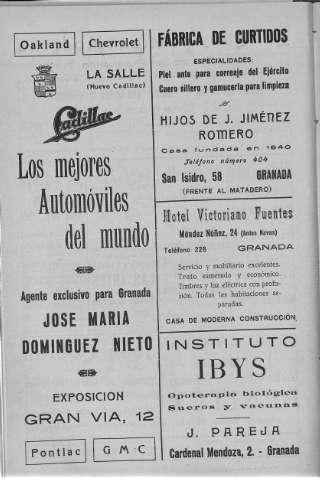 Oakland
Chevrolet
LA SALLE
(Nuevo Cadillac)
Cadillac
Los mejores
Automóviles
del mundo
Agente exclusivo para Granada
JOSE MARIA
DOMINGUEZ NIETO
EXPOSICION
GRAN VIA, 12
Pontiac
G M C
FÁBRICA DE CURTIDOS
ESPECIALIDADES:
Piel ante para correaje del Ejército
Cuero sillero y gamucería para limpieza
HIJOS DE J. JIMÉNEZ
ROMERO
Casa fundada en 1840
Teléfono número 404
San Isidro, 58 GRANADA
(FRENTE AL MATADERO)
Hotel Victoriano Fuentes
Méndez Núñez, 24 (Antes Navas)
Teléfono 226 GRANADA
Servicio y mobiliario excelentes.
Trato esmerado y económico.
Timbres y luz eléctrica con profu-
sión. Todas las habitaciones se-
paradas.
CASA DE MODERNA CONSTRUCCIÓN
INSTITUTO
IBYS
Opoterapia biológica
Sueros y vacunas
J. PAREJA
Cardenal Mendoza, 2. - Granada